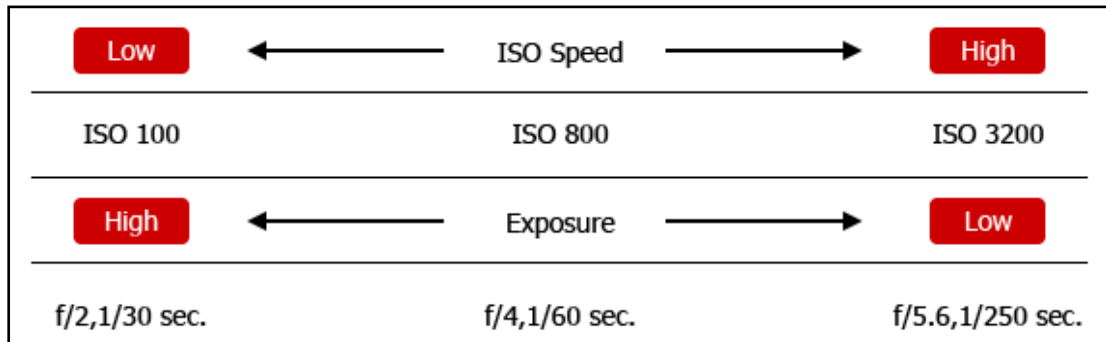 Low ISO Speed High
ISO 100 ISO 800 ISO 3200
High Exposure Low
f/2,1/30 sec. f/4,1/60 sec. f/5.6,1/250 sec.